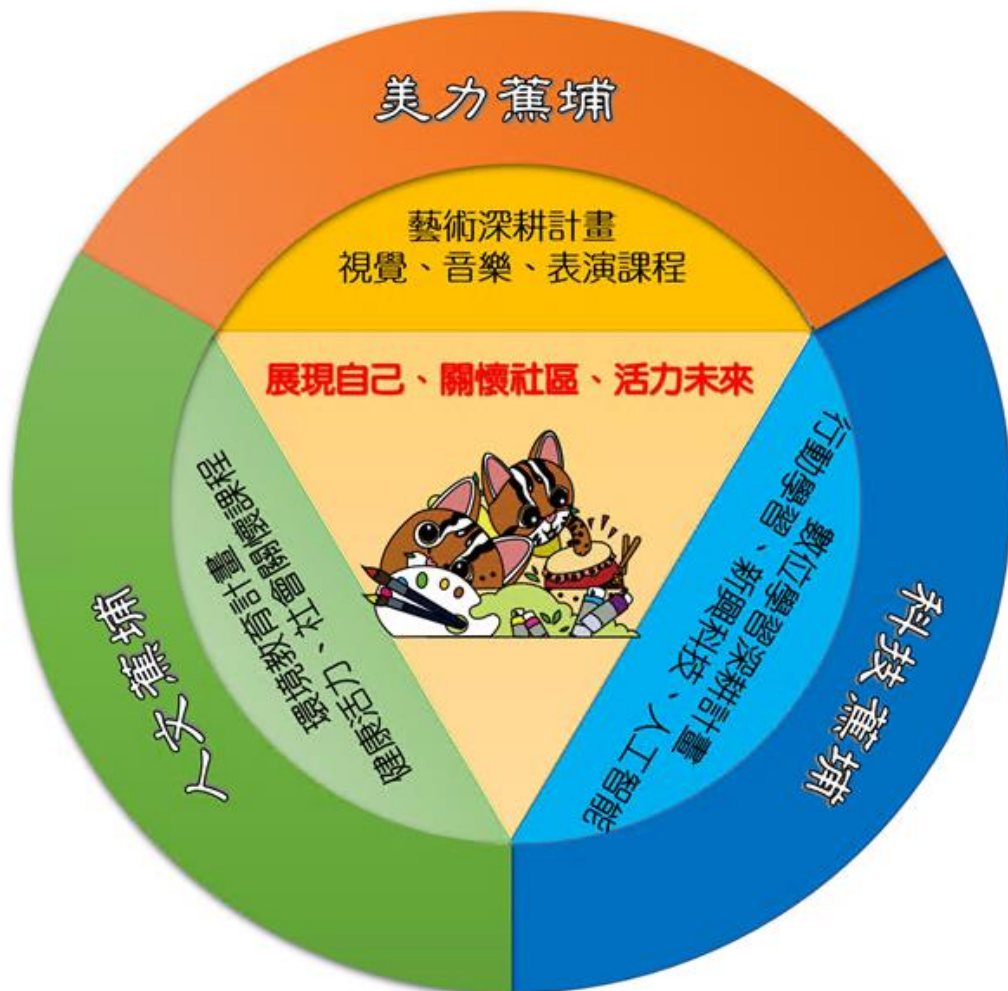 美力蕉埔
藝術深耕計畫
視覺、音樂、表演課程
展現自己、關懷社區、活力未來
科技蕉埔
數位學習深耕計畫
行動學習、新興科技、人工智能
人文蕉埔
環境教育計畫
健康活力、社會關懷課程